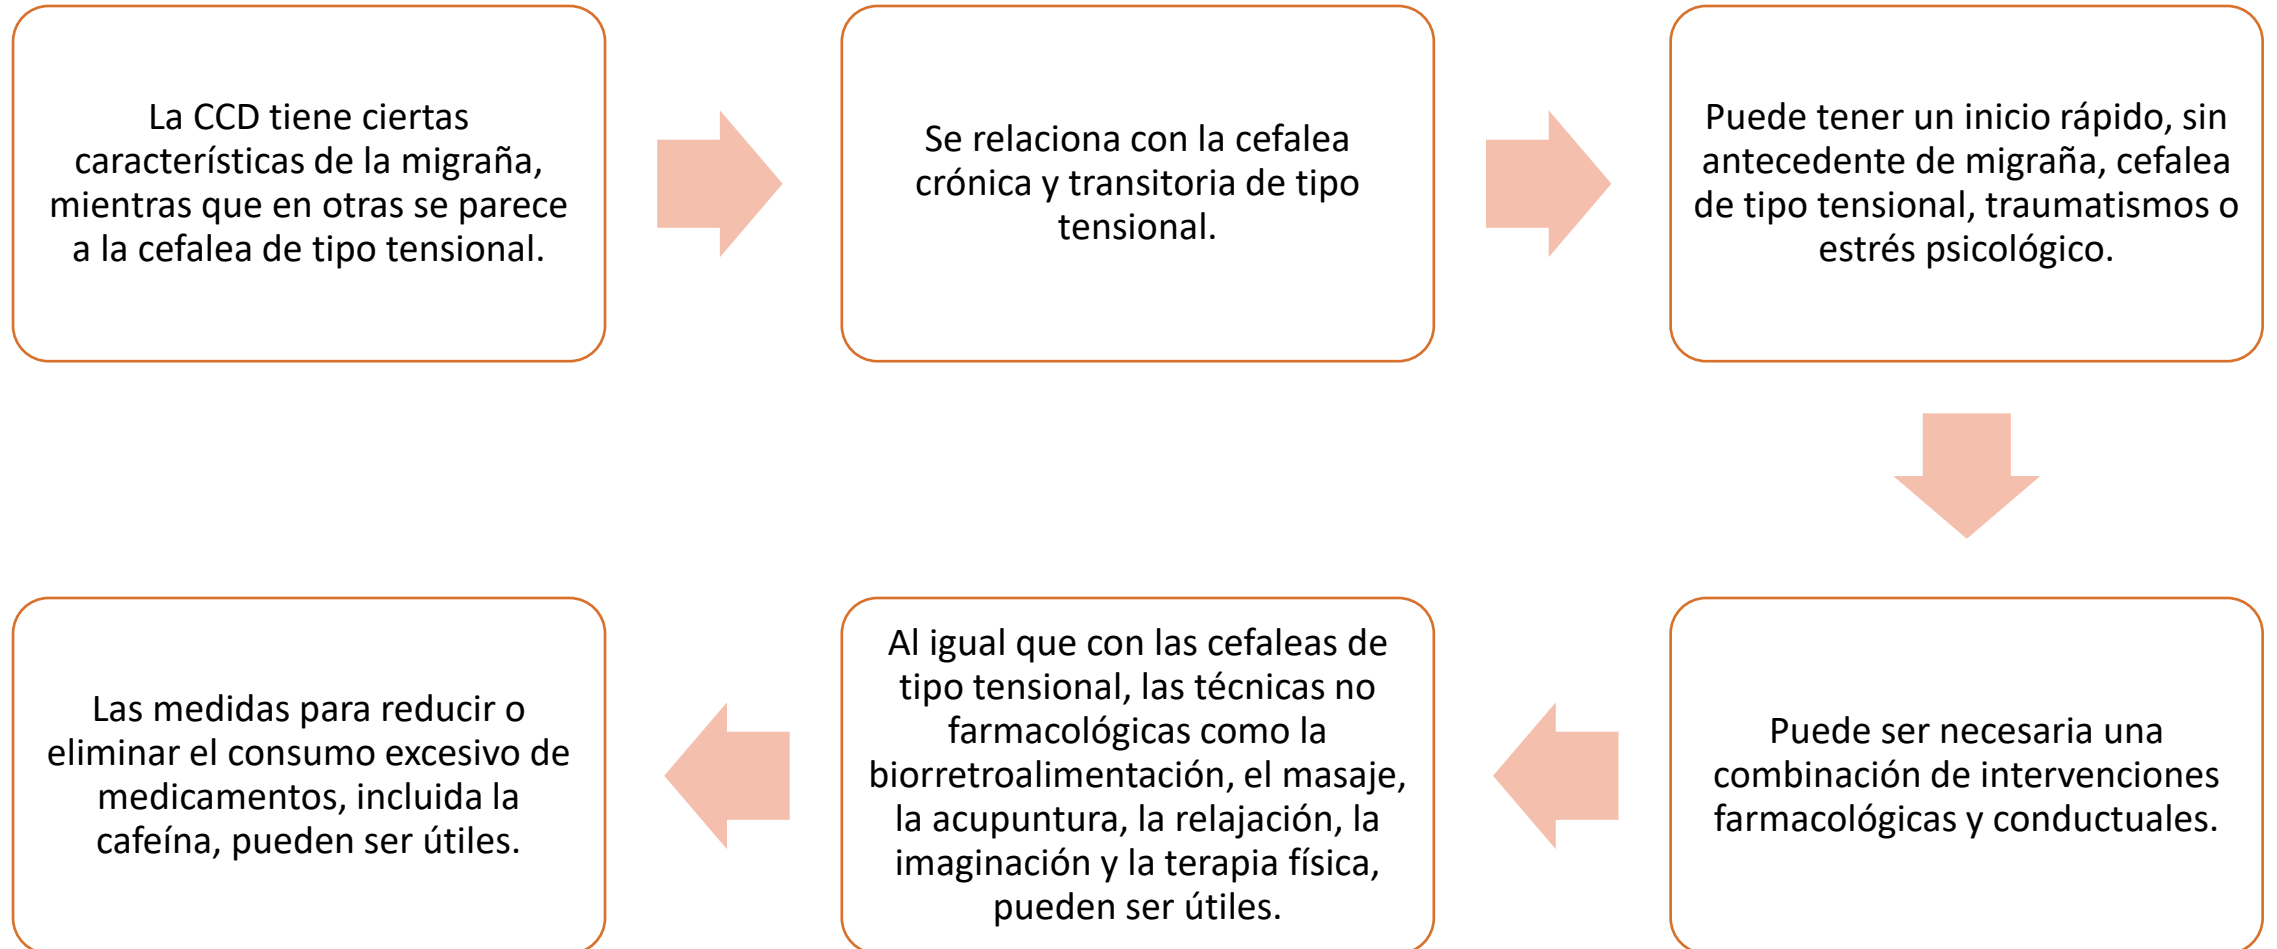 La CCD tiene ciertas
características de la migraña,
mientras que en otras se parece
a la cefalea de tipo tensional.
Se relaciona con la cefalea
crónica y transitoria de tipo
tensional.
Puede tener un inicio rápido, sin
antecedente de migraña, cefalea
de tipo tensional, traumatismos o
estrés psicológico.
Puede ser necesaria una
combinación de intervenciones
farmacológicas y conductuales.
Al igual que con las cefaleas de
tipo tensional, las técnicas no
farmacológicas como la
biorretroalimentación, el masaje,
la acupuntura, la relajación, la
imaginación y la terapia física,
pueden ser útiles.
Las medidas para reducir o
eliminar el consumo excesivo de
medicamentos, incluida la
cafeína, pueden ser útiles.